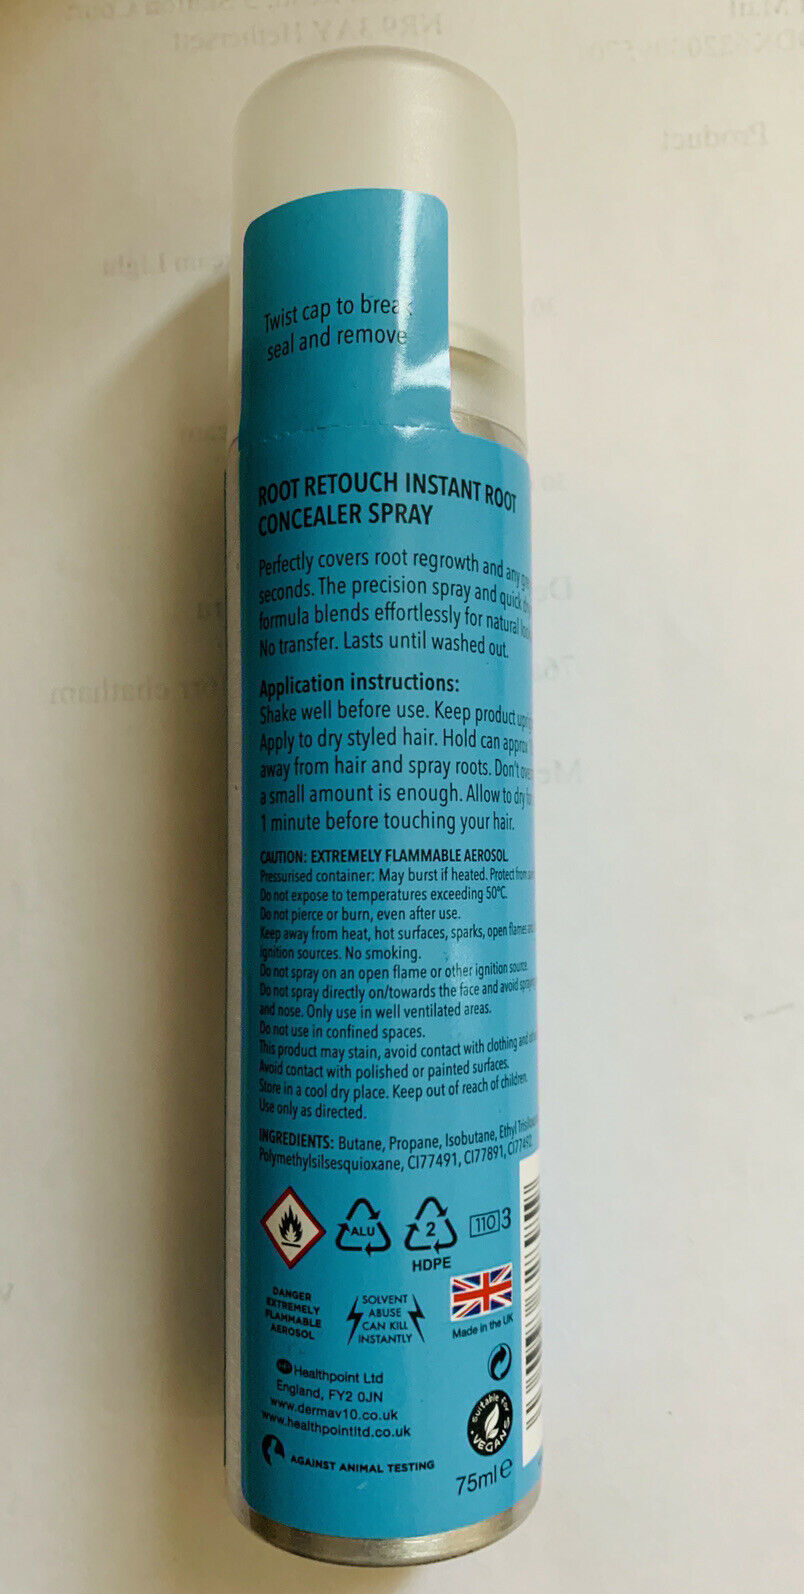 Twist cap to break
seal and remove
ROOT RETOUCH INSTANT ROOT
CONCEALER SPRAY
Perfectly covers root regrowth and any
seconds. The precision spray and quick
formula blends effortlessly for natural
No transfer. Lasts until washed out.
Application instructions:
Shake well before use. Keep product
Apply to dry styled hair. Hold can approx
away from hair and spray roots. Don't
a small amount is enough. Allow to dry
1 minute before touching your hair.
CAUTION: EXTREMELY FLAMMABLE AEROSOL
Pressurised container: May burst if heated. Protect from
Do not expose to temperatures exceeding 50°C.
Do not pierce or burn, even after use.
Keep away from heat, hot surfaces, sparks, open flames
ignition sources. No smoking.
Do not spray on an open flame or other ignition source.
Do not spray directly on/towards the face and avoid
and nose. Only use in well ventilated areas.
Do not use in confined spaces.
This product may stain, avoid contact with clothing and
Avoid contact with polished or painted surfaces.
Store in a cool dry place. Keep out of reach of children.
Use only as directed.
INGREDIENTS: Butane, Propane, Isobutane, Ethyl
Polymethylsilsesquioxane, CI77491, CI77891, CI77492
ALU
2
HDPE
110 3
DANGER
EXTREMELY
FLAMMABLE
AEROSOL
SOLVENT
ABUSE
CAN KILL
INSTANTLY
Made in the UK
Healthpoint Ltd
England, FY2 0JN
www.dermav10.co.uk
www.healthpointltd.co.uk
Suitable for
VEGANS
AGAINST ANIMAL TESTING
75ml e